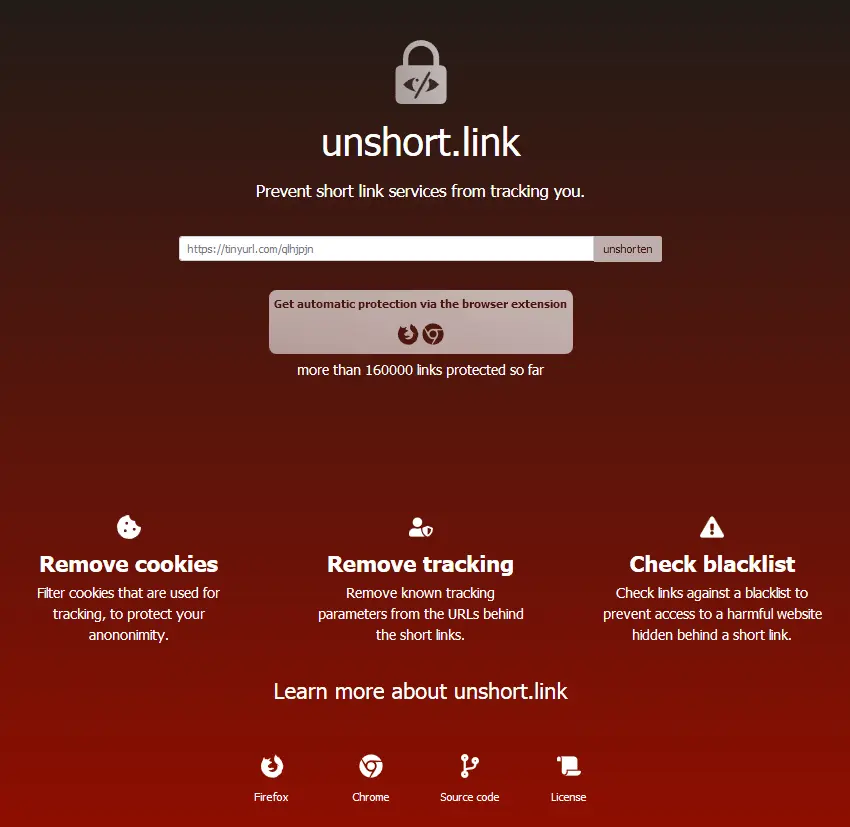 unshort.link
Prevent short link services from tracking you.
https://tinyurl.com/qlhjpjn
unshorten
Get automatic protection via the browser extension
more than 160000 links protected so far
Remove cookies
Filter cookies that are used for
tracking, to protect your
anononimity.
Remove tracking
Remove known tracking
parameters from the URLs behind
the short links.
Check blacklist
Check links against a blacklist to
prevent access to a harmful website
hidden behind a short link.
Learn more about unshort.link
Firefox
Chrome
Source code
License